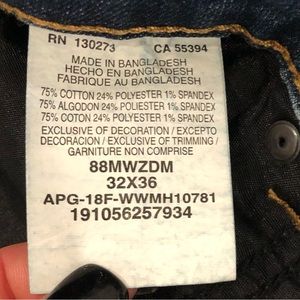 RN 130273 CA 55394
MADE IN BANGLADESH
HECHO EN BANGLADESH
FABRIQUE AU BANGLADESH
75% COTTON 24% POLYESTER 1% SPANDEX
75% ALGODON 24% POLIESTER 1% SPANDEX
75% COTON 24% POLYESTER 1% SPANDEX
EXCLUSIVE OF DECORATION / EXCEPTO
DECORACION / EXCLUSIVE OF TRIMMING /
GARNITURE NON COMPRISE
88MWZDM
32X36
APG-18F-WWMH10781
191056257934